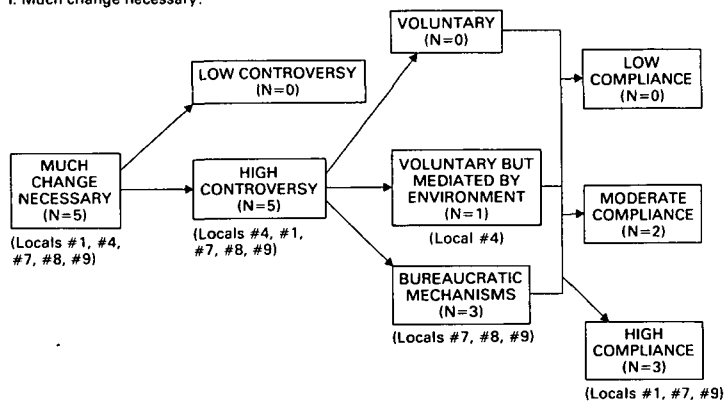 I. Much change necessary:
VOLUNTARY
(N=0)
LOW CONTROVERSY
(N=0)
LOW
COMPLIANCE
(N=0)
MUCH
CHANGE
NECESSARY
(N=5)
(Locals #1, #4,
#7, #8, #9)
HIGH
CONTROVERSY
(N=5)
(Locals #4, #1,
#7, #8, #9)
VOLUNTARY BUT
MEDIATED BY
ENVIRONMENT
(N=1)
(Local #4)
MODERATE
COMPLIANCE
(N=2)
BUREAUCRATIC
MECHANISMS
(N=3)
(Locals #7, #8, #9)
HIGH
COMPLIANCE
(N=3)
(Locals #1, #7, #9)